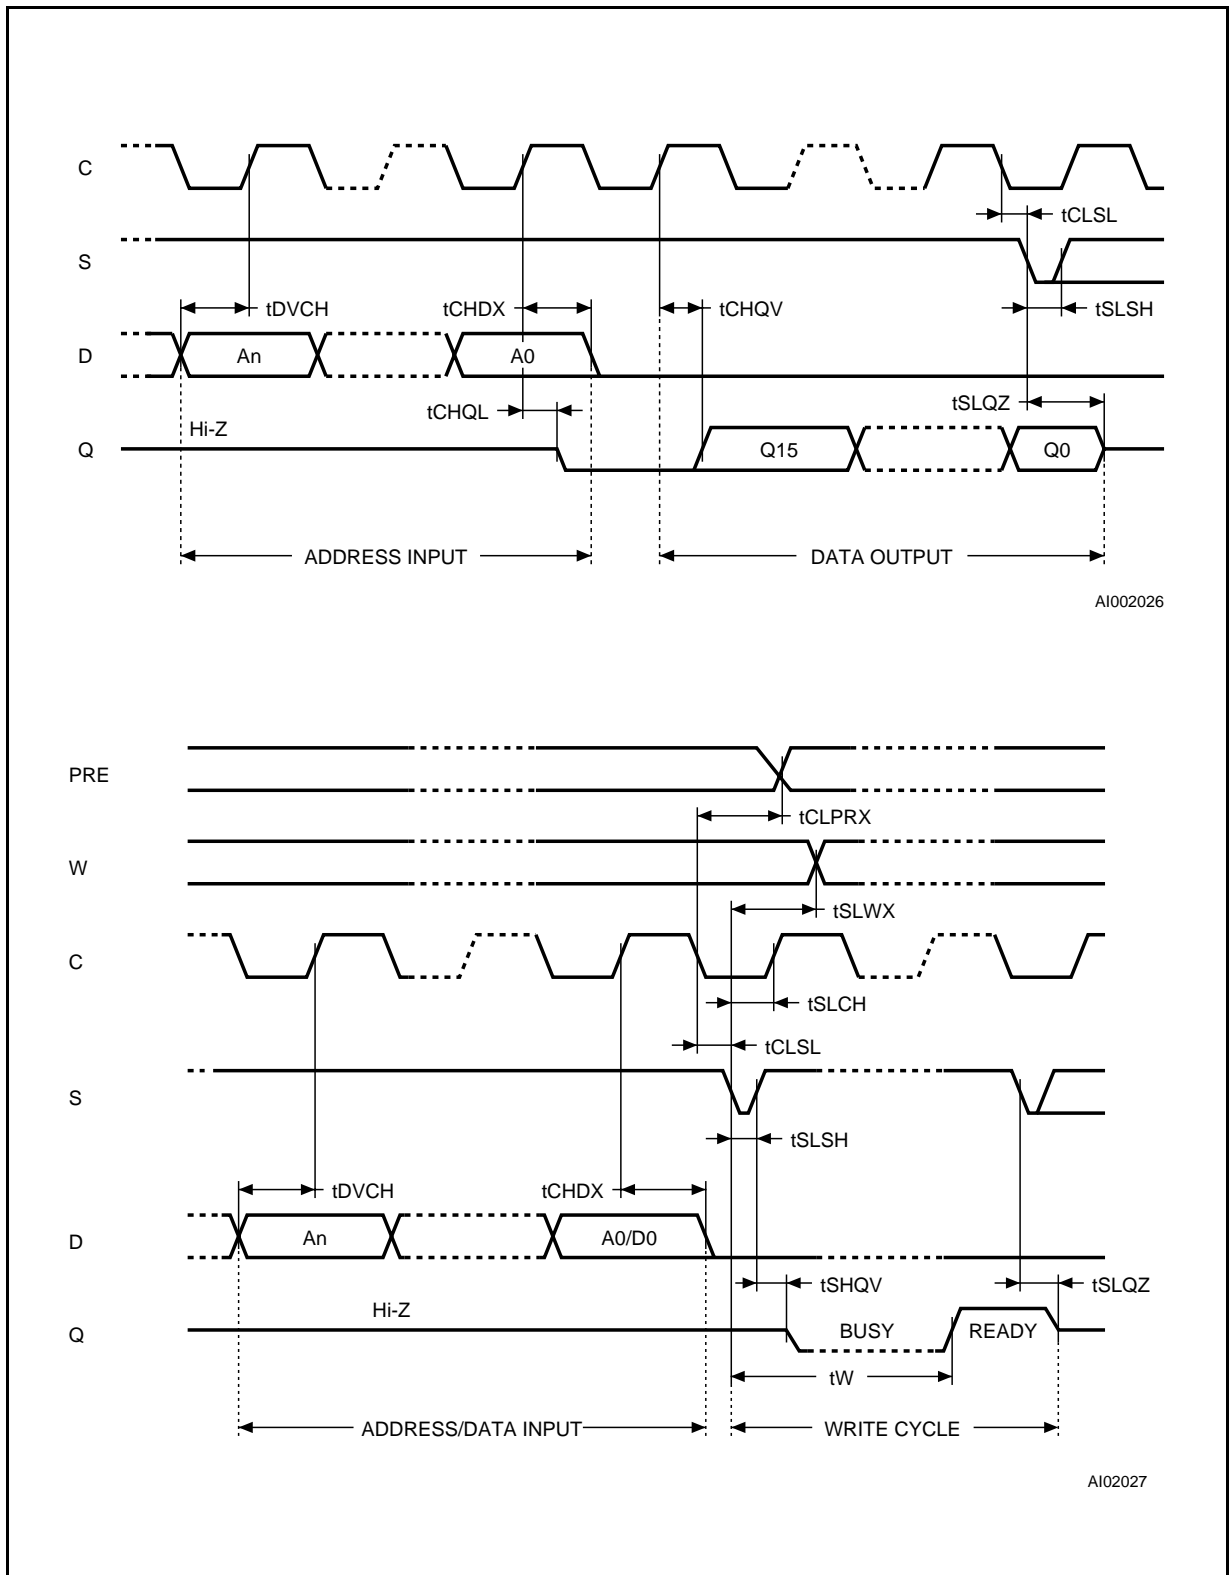 C
tCLSL
S
tDVCH tCHDX tCHQV tSLSH
D An A0
tCHQL tSLQZ
Hi-Z
Q Q15 Q0
ADDRESS INPUT DATA OUTPUT
AI002026
PRE
tCLPRX
W
tSLWX
C
tSLCH
tCLSL
S
tSLSH
tDVCH tCHDX
D An A0/D0
tSHQV tSLQZ
Hi-Z
Q BUSY READY
tW
ADDRESS/DATA INPUT WRITE CYCLE
AI02027